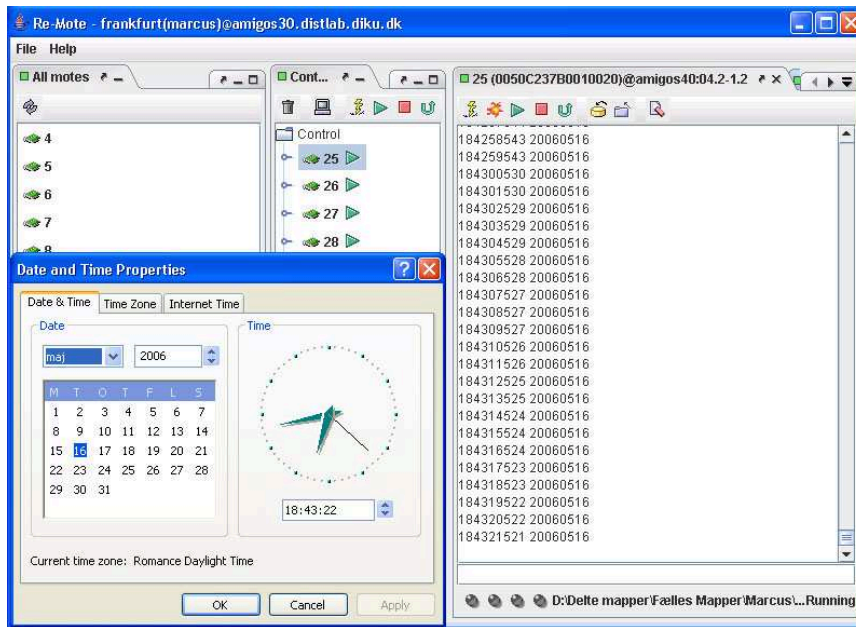 Re-Mote - frankfurt(marcus)@amigos30.distlab.diku.dk
File Help
All motes
4
5
6
7
8
Cont...
Control
25
26
27
28
25 (0050C237B0010020)@amigos40:04.2-1.2
184258543 20060516
184259543 20060516
184300530 20060516
184301530 20060516
184302529 20060516
184303529 20060516
184304529 20060516
184305528 20060516
184306528 20060516
184307527 20060516
184308527 20060516
184309527 20060516
184310526 20060516
184311526 20060516
184312525 20060516
184313525 20060516
184314524 20060516
184315524 20060516
184316524 20060516
184317523 20060516
184318523 20060516
184319522 20060516
184320522 20060516
184321521 20060516
D:\Delte mapper\Fælles Mapper\Marcus\...Running
Date and Time Properties
Date & Time Time Zone Internet Time
Date
maj 2006
M T O T F L S
1 2 3 4 5 6 7
8 9 10 11 12 13 14
15 16 17 18 19 20 21
22 23 24 25 26 27 28
29 30 31
Time
18:43:22
Current time zone: Romance Daylight Time
OK Cancel Apply